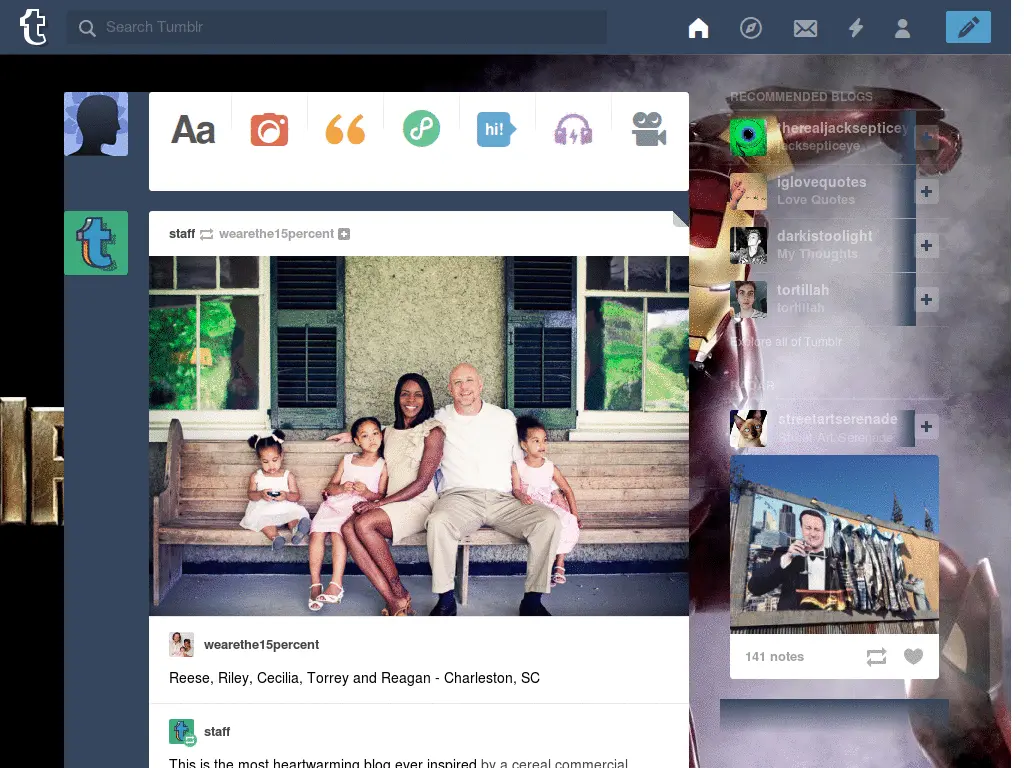 Search Tumblr
Aa
hi!
staff wearethe15percent
wearethe15percent
Reese, Riley, Cecilia, Torrey and Reagan - Charleston, SC
staff
This is the most heartwarming blog ever inspired by a cereal commercial
RECOMMENDED BLOGS
therealjacksepticey
jacksepticeye
iglovequotes
Love Quotes
darkistoolight
My Thoughts
tortillah
tortillah
Explore all of Tumblr
RADAR
streetartserenade
Street Art Serenade
141 notes